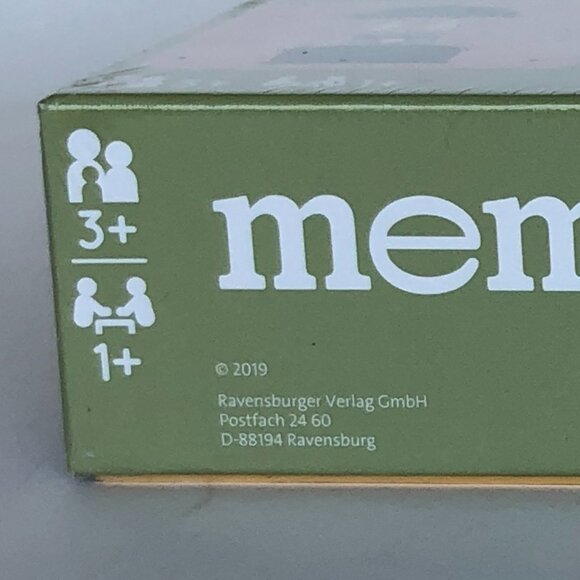 3+
1+
mem
© 2019
Ravensburger Verlag GmbH
Postfach 24 60
D-88194 Ravensburg